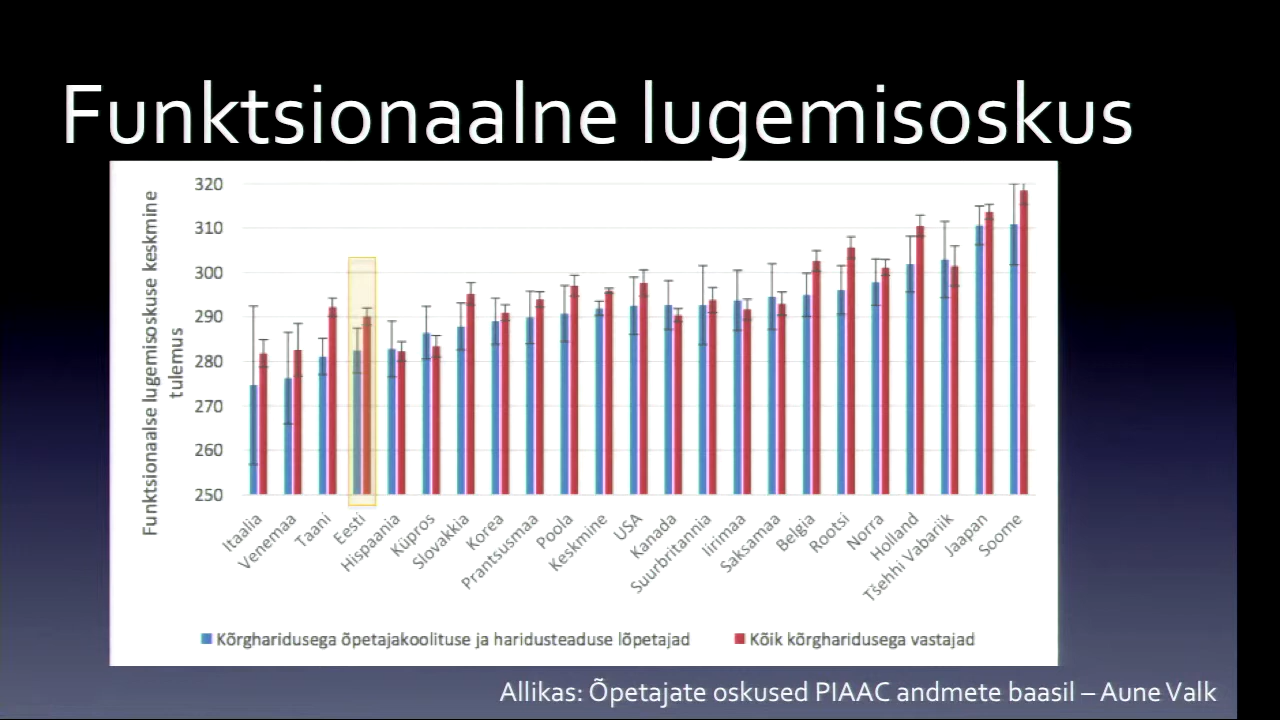 Funktsionaalne lugemisoskus
Funktsionaalse lugemisoskuse keskmine
tulemus
320
310
300
290
280
270
260
250
Itaalia
Venemaa
Taani
Eesti
Hispaania
Küpros
Slovakkia
Korea
Prantsusmaa
Poola
Keskmine
USA
Kanada
Suurbritannia
Iirimaa
Saksamaa
Belgia
Rootsi
Norra
Holland
Tšehhi Vabariik
Jaapan
Soome
Kõrgharidusega õpetajakoolituse ja haridusteaduse lõpetajad
Kõik kõrgharidusega vastajad
Allikas: Õpetajate oskused PIAAC andmete baasil – Aune Valk